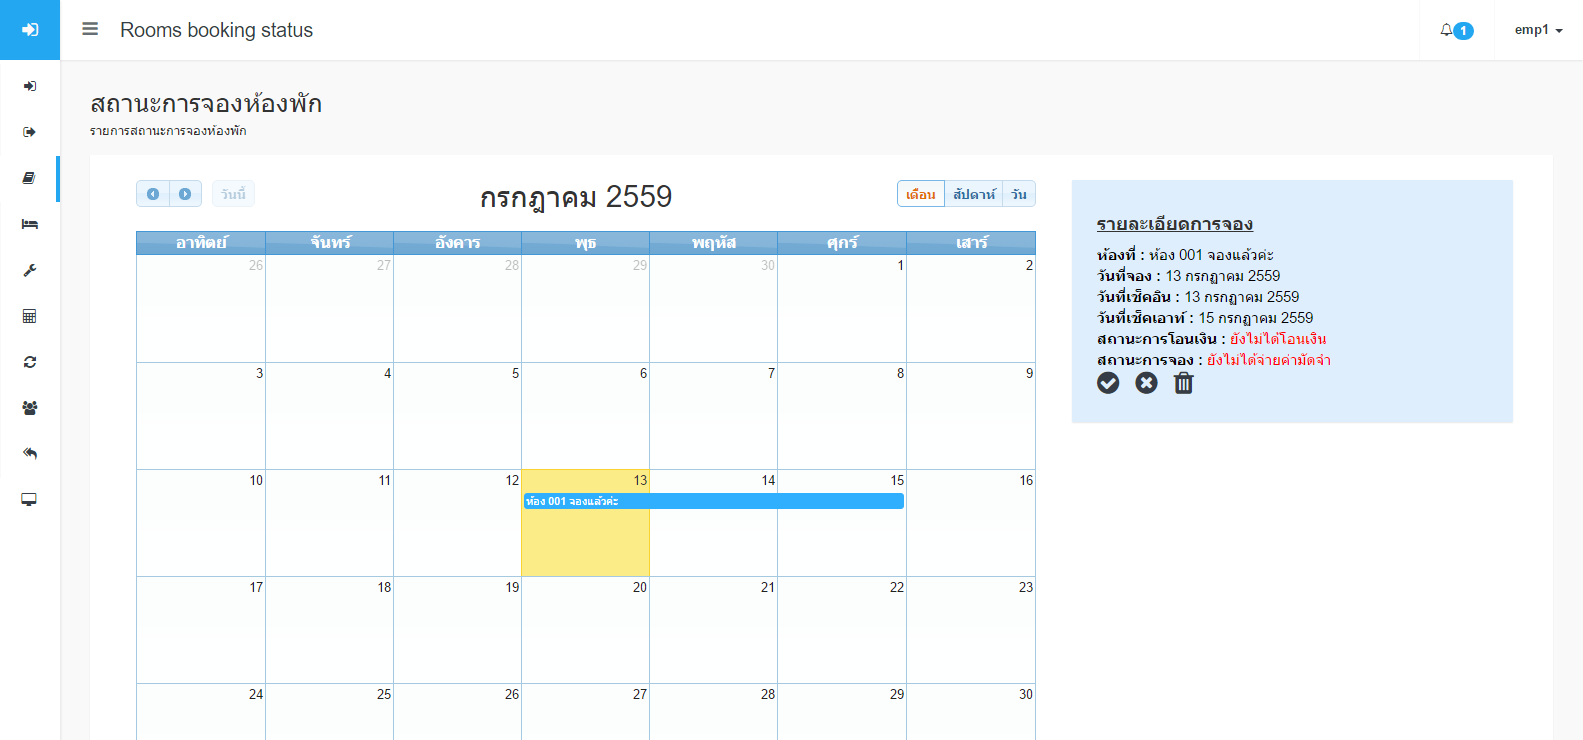 Rooms booking status
1
emp1
สถานะการจองห้องพัก
รายการสถานะการจองห้องพัก
วันนี้
กรกฎาคม 2559
เดือน สัปดาห์ วัน
อาทิตย์ จันทร์ อังคาร พุธ พฤหัส ศุกร์ เสาร์
26 27 28 29 30 1 2
3 4 5 6 7 8 9
10 11 12 13 14 15 16
ห้อง 001 จองแล้วค่ะ
17 18 19 20 21 22 23
24 25 26 27 28 29 30
รายละเอียดการจอง
ห้องที่ : ห้อง 001 จองแล้วค่ะ
วันที่จอง : 13 กรกฎาคม 2559
วันที่เช็คอิน : 13 กรกฎาคม 2559
วันที่เช็คเอาท์ : 15 กรกฎาคม 2559
สถานะการโอนเงิน : ยังไม่ได้โอนเงิน
สถานะการจอง : ยังไม่ได้จ่ายค่ามัดจำ